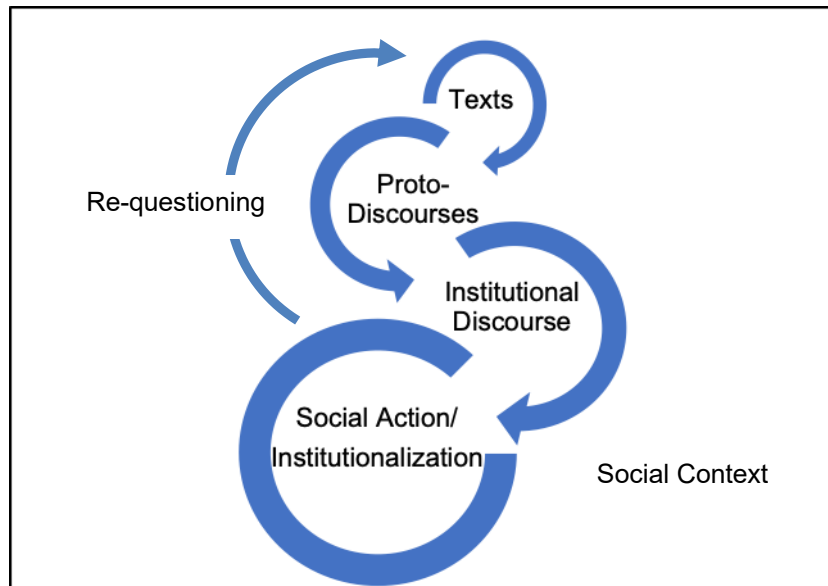 Texts
Proto-
Discourses
Re-questioning
Institutional
Discourse
Social Action/
Institutionalization
Social Context